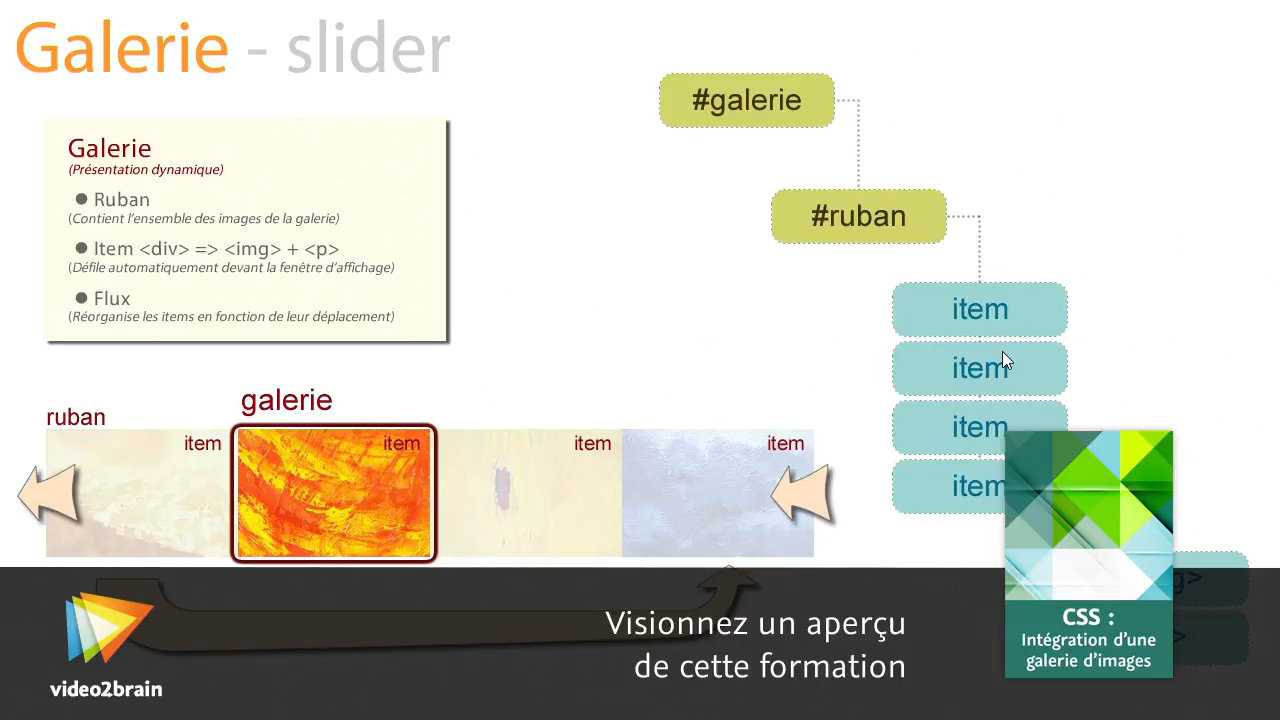 Galerie - slider
#galerie
Galerie
(Présentation dynamique)
Ruban
(Contient l'ensemble des images de la galerie)
Item <div> => <img> + <p>
(Défile automatiquement devant la fenêtre d'affichage)
Flux
(Réorganise les items en fonction de leur déplacement)
#ruban
item
item
item
item
galerie
ruban
item
item
item
item
g>
>
Visionnez un aperçu
de cette formation
CSS :
Intégration d'une
galerie d'images
video2brain